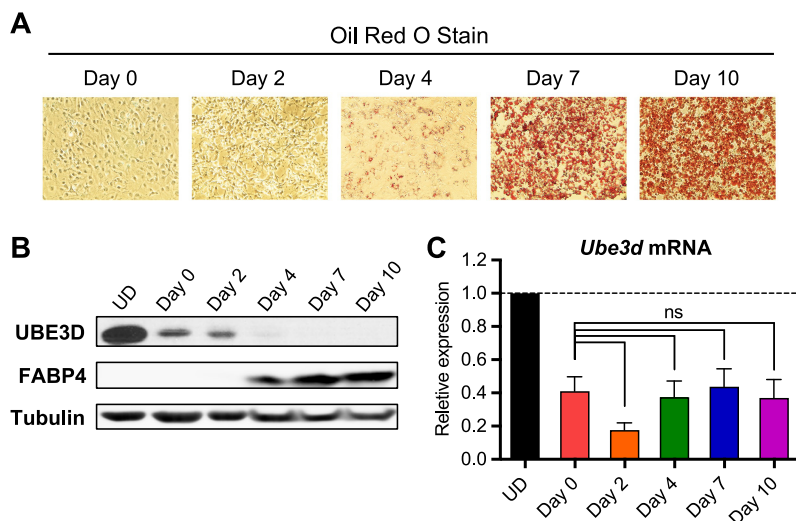 A
Oil Red O Stain
Day 0 Day 2 Day 4 Day 7 Day 10
B
UD Day 0 Day 2 Day 4 Day 7 Day 10
UBE3D
FABP4
Tubulin
C
Ube3d mRNA
Reletive expression
1.2
1.0
0.8
0.6
0.4
0.2
0.0
ns
UD Day 0 Day 2 Day 4 Day 7 Day 10